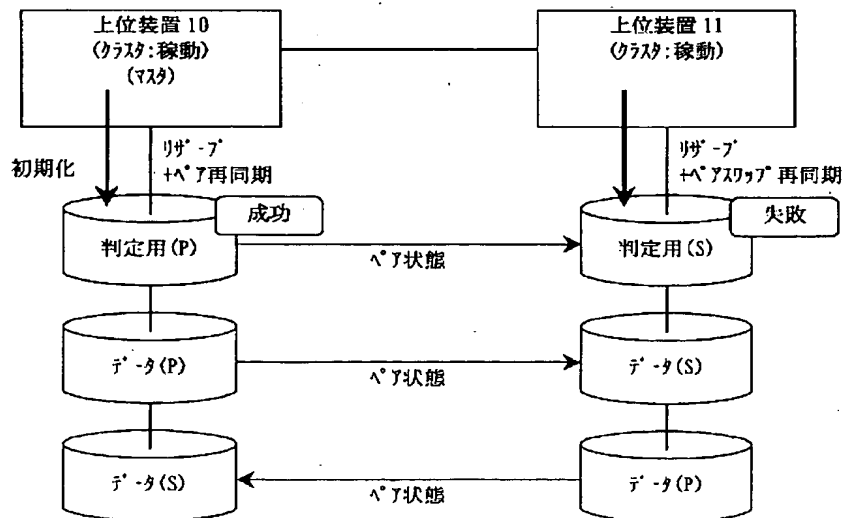 上位装置10
(クラスタ:稼動)
(マスタ)
上位装置11
(クラスタ:稼動)
初期化
リザーブ
+ペア再同期
リザーブ
+ペアスワップ再同期
成功
失敗
判定用(P)
ペア状態
判定用(S)
データ(P)
ペア状態
データ(S)
データ(S)
ペア状態
データ(P)